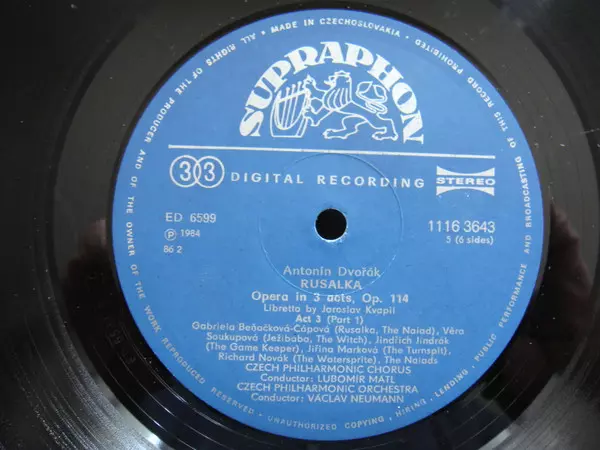 MADE IN CZECHOSLOVAKIA • ALL RIGHTS OF THE PRODUCER AND OF THE OWNER OF THE WORK REPRODUCED RESERVED - UNAUTHORIZED COPYING - HIRING - LENDING - PUBLIC PERFORMANCE AND BROADCASTING OF THIS RECORD PROHIBITED
SUPRAPHON
33 DIGITAL RECORDING STEREO
ED 6599
1116 3643
℗ 1984
5 (6 sides)
86 2
Antonín Dvořák
RUSALKA
Opera in 3 acts, Op. 114
Libretto by Jaroslav Kvapil
Act 3 (Part 1)
Gabriela Beňačková-Čápová (Rusalka, The Naiad), Věra
Soukupová (Ježibaba, The Witch), Jindřich Jindrák
(The Game Keeper), Jiřina Marková (The Turnspit),
Richard Novák (The Watersprite), The Naiads
CZECH PHILHARMONIC CHORUS
Conductor: LUBOMÍR MÁTL
CZECH PHILHARMONIC ORCHESTRA
Conductor: VÁCLAV NEUMANN